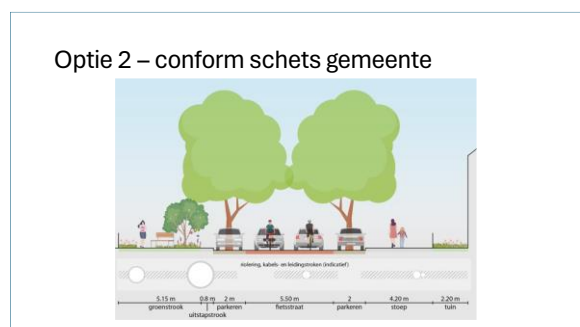 Optie 2 – conform schets gemeente
riolering, kabels- en leidingstroken (indicatief)
5.15 m 0.8 m 2 m 5.50 m 2 4.20 m 2.20 m
groenstrook parkeren fietsstraat parkeren stoep tuin
uitstapstrook